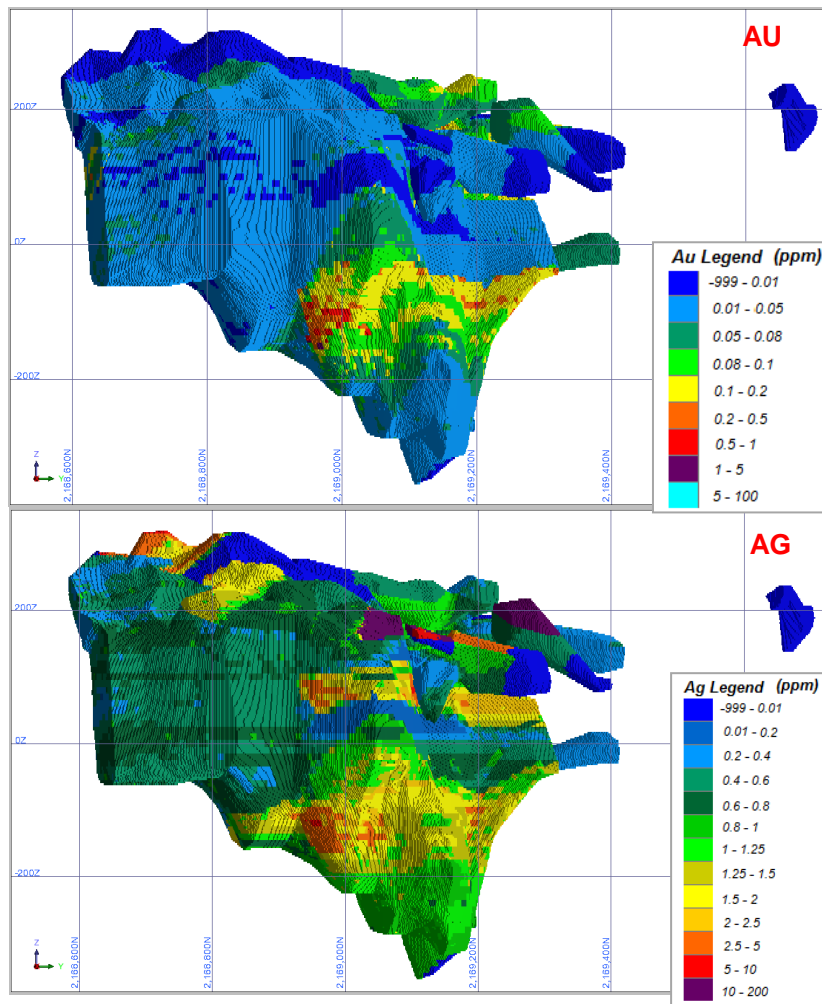 AU
200Z
0Z
-200Z
2,168,600N
2,168,800N
2,169,000N
2,169,200N
2,169,400N
Z
Y
Au Legend (ppm)
-999 - 0.01
0.01 - 0.05
0.05 - 0.08
0.08 - 0.1
0.1 - 0.2
0.2 - 0.5
0.5 - 1
1 - 5
5 - 100
AG
200Z
0Z
-200Z
2,168,600N
2,168,800N
2,169,000N
2,169,200N
2,169,400N
Z
Y
Ag Legend (ppm)
-999 - 0.01
0.01 - 0.2
0.2 - 0.4
0.4 - 0.6
0.6 - 0.8
0.8 - 1
1 - 1.25
1.25 - 1.5
1.5 - 2
2 - 2.5
2.5 - 5
5 - 10
10 - 200